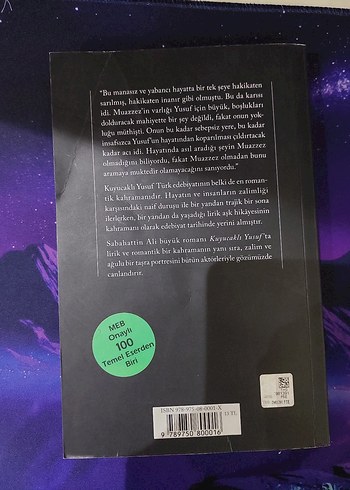 "Bu manasız ve yabancı hayatta bir tek şeye hakikaten
sarılmış, hakikaten inanır gibi olmuştu. Bu da karısı
idi. Muazzez'in varlığı Yusuf için büyük, boşlukları
dolduracak mahiyette bir şey değildi, fakat onun yok-
luğu müthişti. Onun bu kadar sebepsiz yere, bu kadar
insafsızca Yusuf'un hayatından koparılması çıldırtacak
kadar acı idi. Hayatında asıl aradığı şeyin Muazzez
olmadığını biliyordu, fakat Muazzez olmadan bunu
aramaya muktedir olamayacağını sanıyordu."
Kuyucaklı Yusuf Türk edebiyatının belki de en roman-
tik kahramanıdır. Hayatın ve insanların zalimliği
karşısındaki naif duruşu ile bir yandan trajik bir sona
ilerlerken, bir yandan da yaşadığı lirik aşk hikâyesinin
kahramanı olarak edebiyat tarihinde yerini almıştır.
Sabahattin Ali büyük romanı Kuyucaklı Yusuf'ta
lirik ve romantik bir kahramanın yanı sıra, zalim ve
ağulu bir taşra portresini bütün aktörleriyle gözümüzde
canlandırır.
MEB
Onaylı
100
Temel Eserden
Biri
ISBN 978-975-08-0001-X
13 TL
9 789750 800016